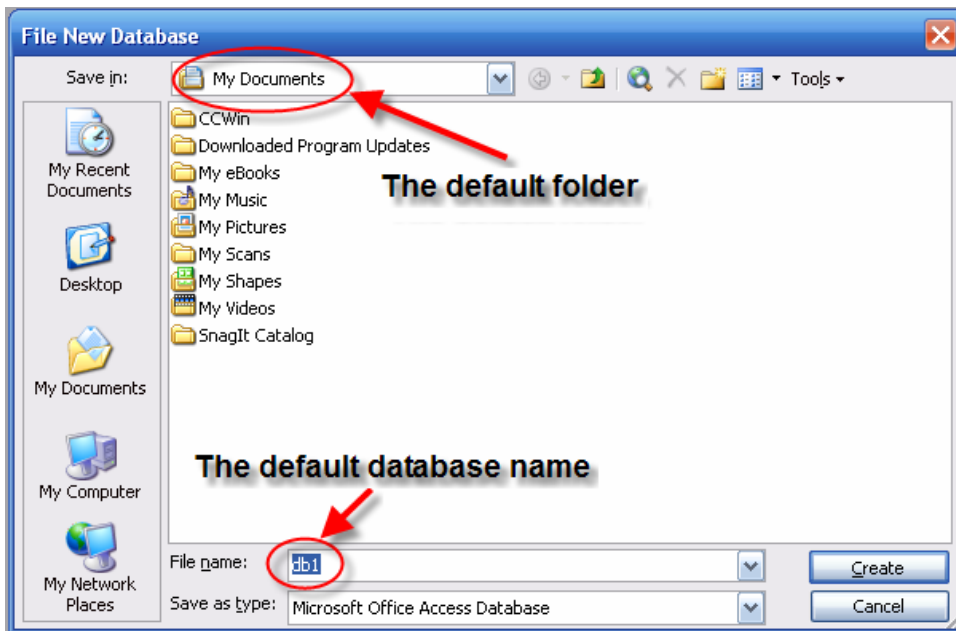 File New Database
Save in:
My Documents
Tools
My Recent
Documents
Desktop
My Documents
My Computer
My Network
Places
CCWin
Downloaded Program Updates
My eBooks
My Music
My Pictures
My Scans
My Shapes
My Videos
SnagIt Catalog
The default folder
The default database name
File name:
db1
Create
Save as type:
Microsoft Office Access Database
Cancel